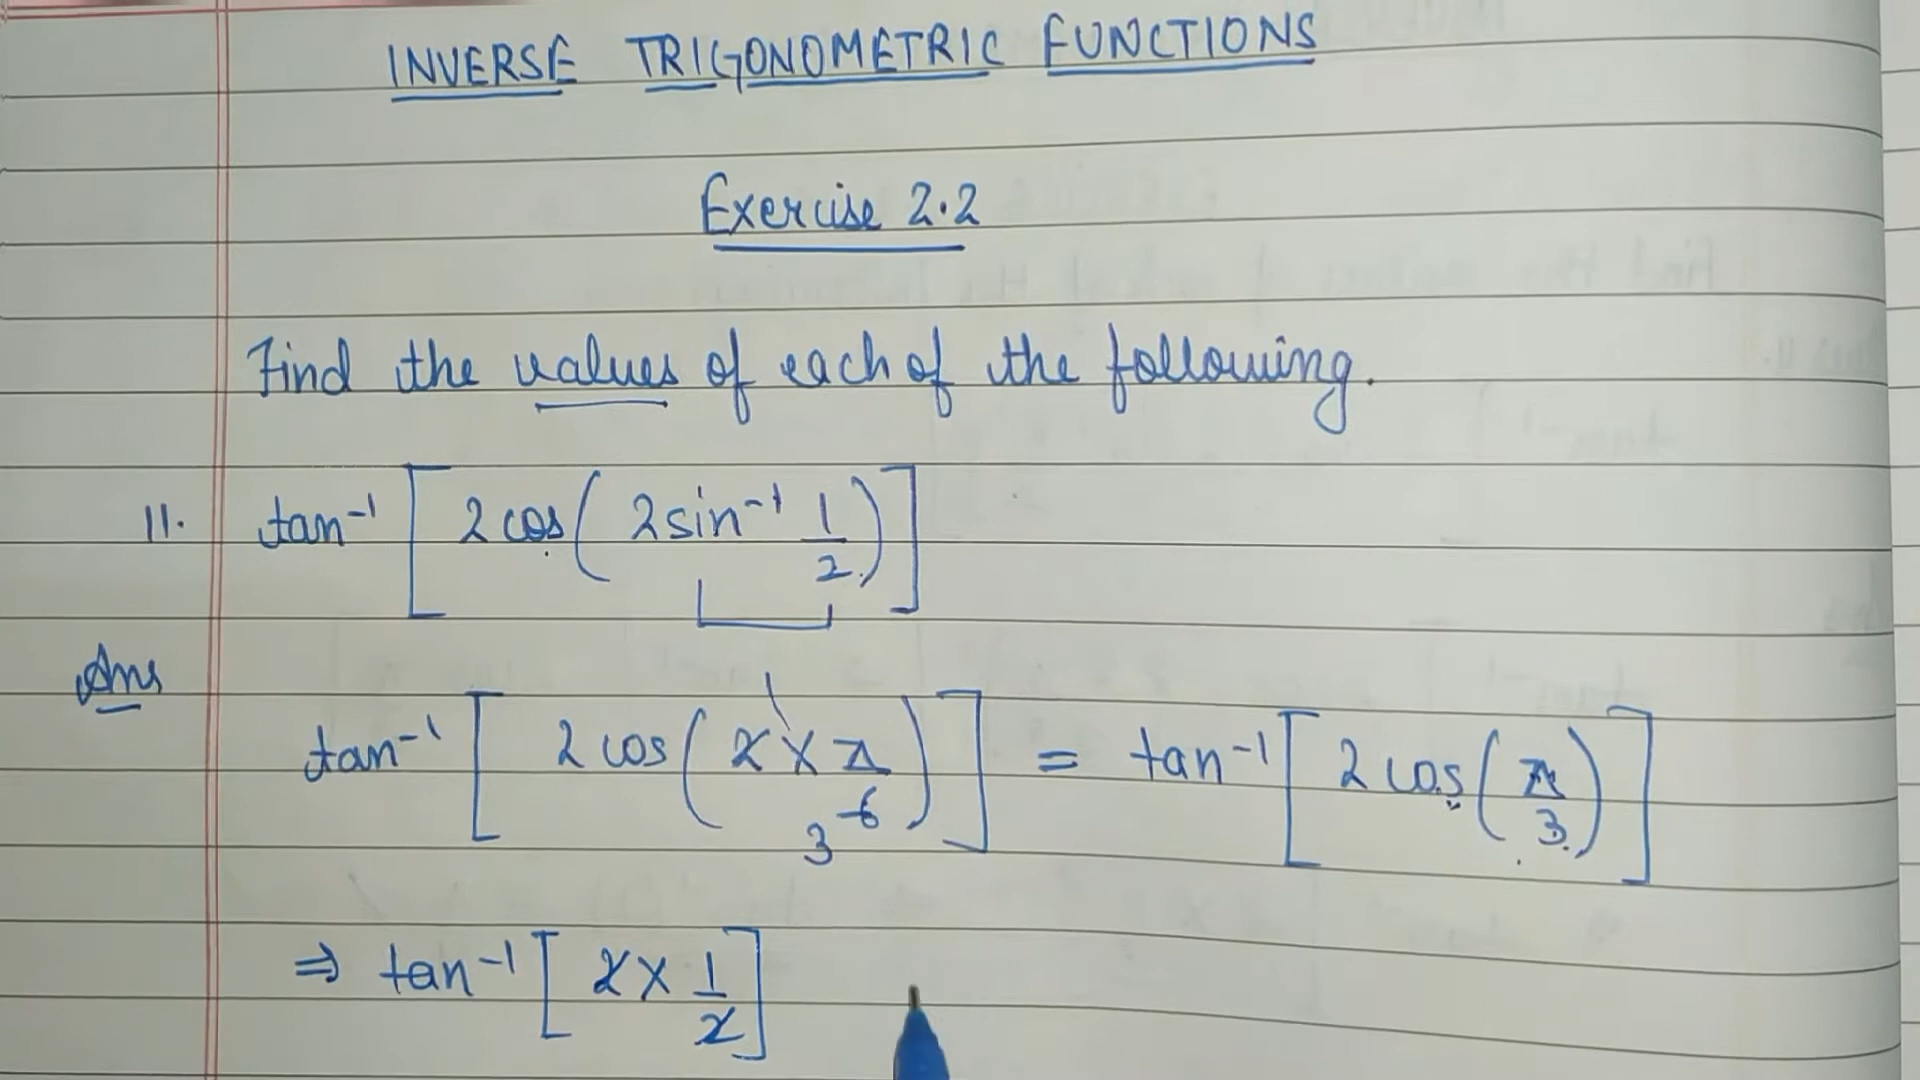 INVERSE TRIGONOMETRIC FUNCTIONS
Exercise 2.2
Find the values of each of the following.
11. tan⁻¹ [ 2 cos ( 2 sin⁻¹ 1/2 ) ]
Ans
tan⁻¹ [ 2 cos ( 2 × π/6 ) ] = tan⁻¹ [ 2 cos ( π/3 ) ]
1 3
⇒ tan⁻¹ [ 2 × 1/2 ]